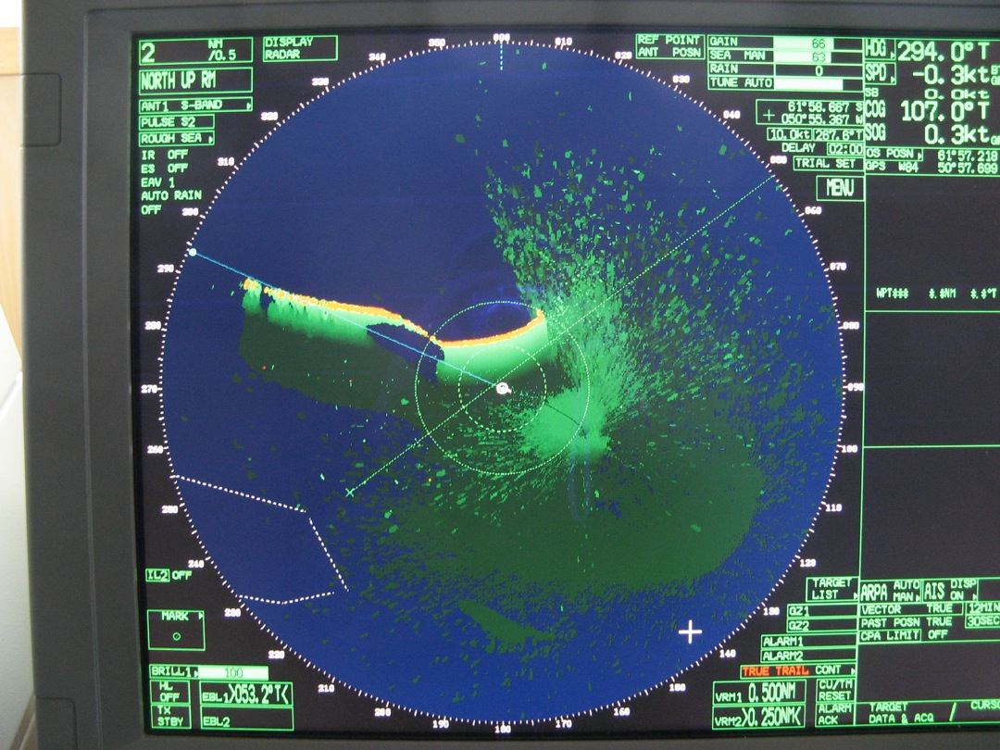 2 NM /0.5
DISPLAY
RADAR
NORTH UP RM
ANT1 S-BAND
PULSE S2
ROUGH SEA
IR OFF
ES OFF
EAV 1
AUTO RAIN
OFF
REF POINT
ANT POSN
GAIN 66
SEA MAN 63
RAIN 0
TUNE AUTO
61°58.667 S
050°55.367 W
10.0kt 287.6°T
DELAY 02:00
TRIAL SET
MENU
HDG 294.0°T
SPD -0.3kt BT
SB 0.0kt
COG 107.0°T
SOG 0.3kt
OS POSN 61°57.218
GPS W84 50°57.699
WPT
NM
°T
000
010
020
030
040
050
060
070
080
090
100
110
120
130
140
150
160
170
180
190
200
210
220
230
240
250
260
270
280
290
300
310
320
330
340
350
IL2 OFF
MARK
BRILL1 100
HL
OFF
TX
STBY
EBL1 >053.2°T<
EBL2
TARGET
LIST
GZ1
GZ2
ALARM1
ALARM2
TRUE TRAIL CONT
VRM1 0.500NM
VRM2 >0.250NM<
CU/TM
RESET
ALARM
ACK
ARPA AUTO
MAN
AIS DISP
ON
VECTOR TRUE 12MIN
PAST POSN TRUE 30SEC
CPA LIMIT OFF
TARGET
DATA & ACQ / CURSO